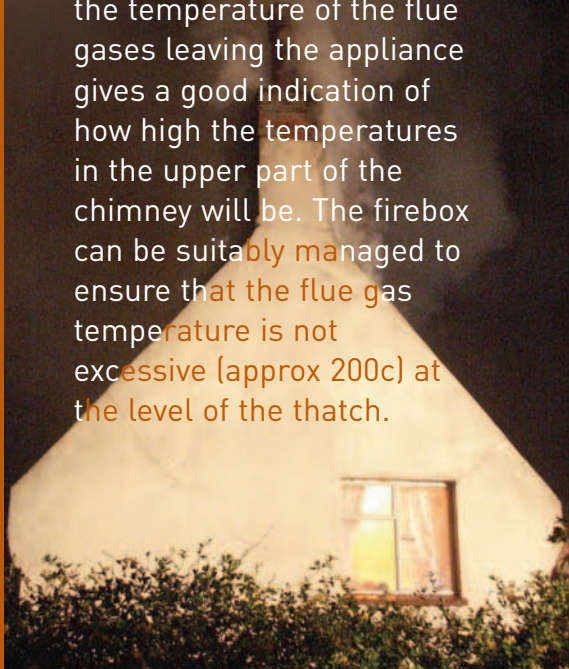 the temperature of the flue
gases leaving the appliance
gives a good indication of
how high the temperatures
in the upper part of the
chimney will be. The firebox
can be suitably managed to
ensure that the flue gas
temperature is not
excessive (approx 200c) at
the level of the thatch.